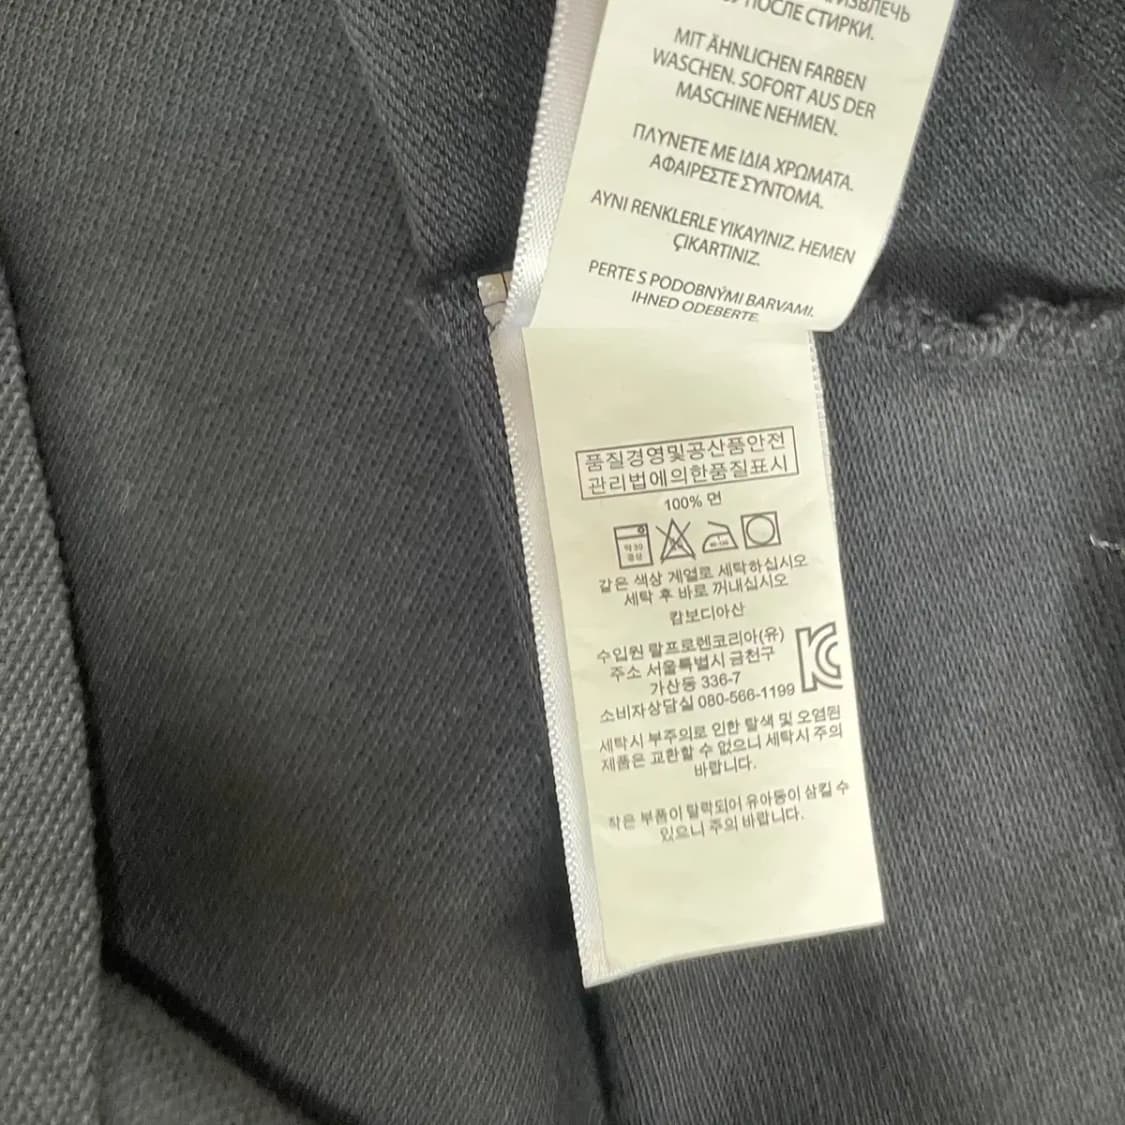 ИЗВЛЕЧЬ
ПОСЛЕ СТИРКИ.
MIT ÄHNLICHEN FARBEN
WASCHEN. SOFORT AUS DER
MASCHINE NEHMEN.
ΠΛΥΝΕΤΕ ΜΕ ΙΔΙΑ ΧΡΩΜΑΤΑ.
ΑΦΑΙΡΕΣΤΕ ΣΥΝΤΟΜΑ.
AYNI RENKLERLE YIKAYINIZ. HEMEN
ÇIKARTINIZ.
PERTE S PODOBNÝMI BARVAMI.
IHNED ODEBERTE.
품질경영및공산품안전
관리법에의한품질표시
100% 면
약 30
중성
같은 색상 계열로 세탁하십시오
세탁 후 바로 꺼내십시오
캄보디아산
수입원 랄프로렌코리아(유)
주소 서울특별시 금천구
가산동 336-7
소비자상담실 080-566-1199
세탁시 부주의로 인한 탈색 및 오염된
제품은 교환할 수 없으니 세탁시 주의
바랍니다.
작은 부품이 탈락되어 유아동이 삼킬 수
있으니 주의 바랍니다.